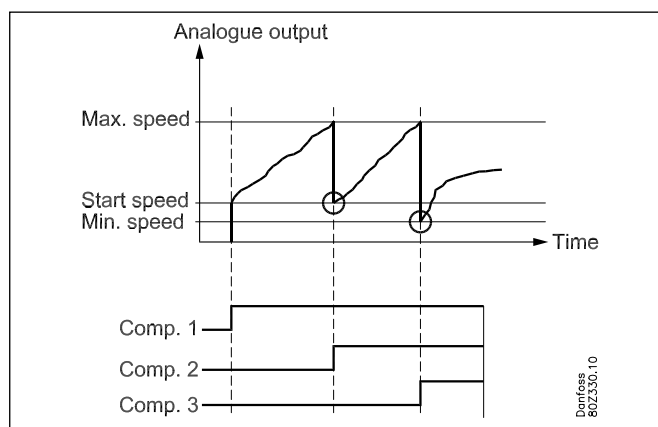 Analogue output
Max. speed
Start speed
Min. speed
Time
Comp. 1
Comp. 2
Comp. 3
Danfoss
80Z330.10